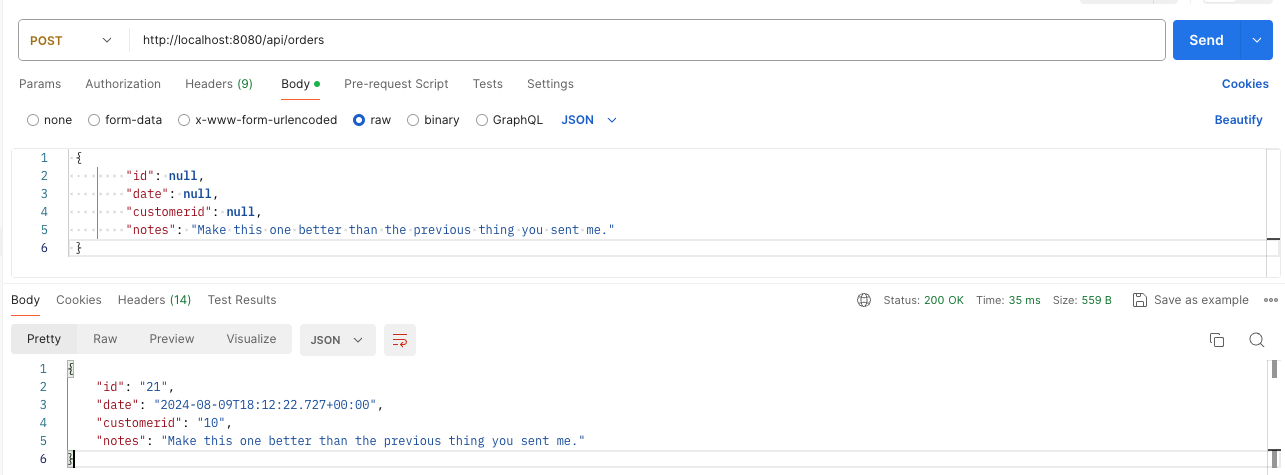 POST http://localhost:8080/api/orders Send
Params Authorization Headers (9) Body Pre-request Script Tests Settings Cookies
none form-data x-www-form-urlencoded raw binary GraphQL JSON Beautify
1 {
2 "id": null,
3 "date": null,
4 "customerid": null,
5 "notes": "Make this one better than the previous thing you sent me."
6 }
Body Cookies Headers (14) Test Results Status: 200 OK Time: 35 ms Size: 559 B Save as example
Pretty Raw Preview Visualize JSON
1 {
2 "id": "21",
3 "date": "2024-08-09T18:12:22.727+00:00",
4 "customerid": "10",
5 "notes": "Make this one better than the previous thing you sent me."
6 }